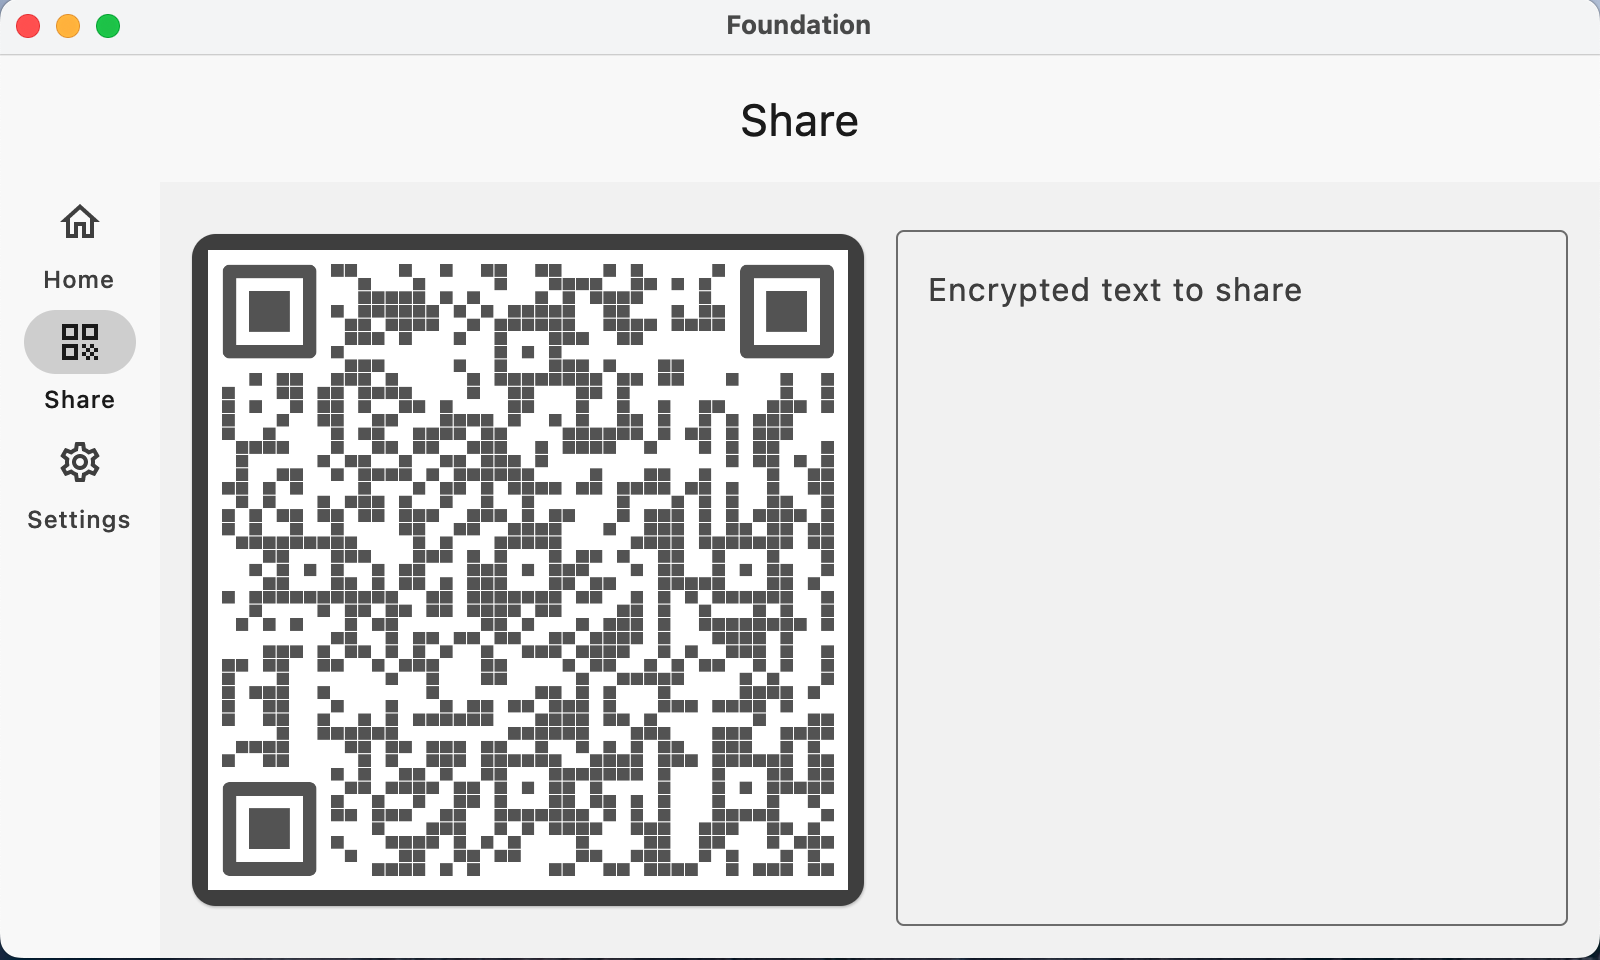 Foundation
Share
Home
Share
Settings
Encrypted text to share